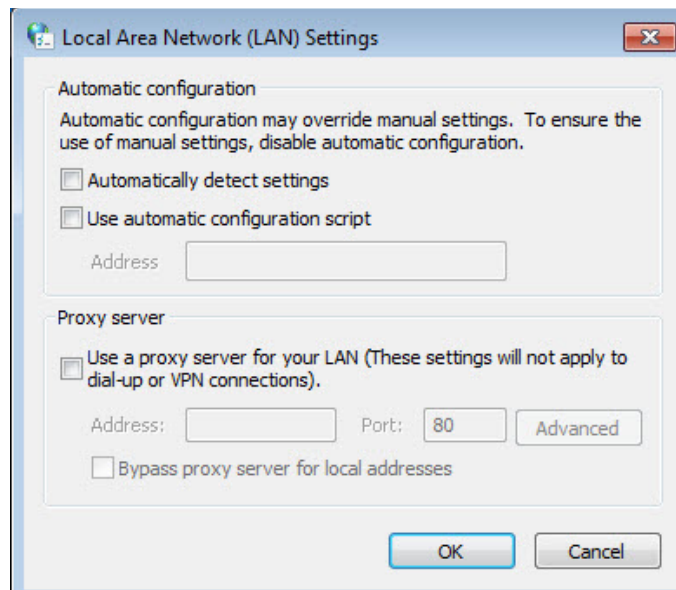 Local Area Network (LAN) Settings
Automatic configuration
Automatic configuration may override manual settings. To ensure the
use of manual settings, disable automatic configuration.
Automatically detect settings
Use automatic configuration script
Address
Proxy server
Use a proxy server for your LAN (These settings will not apply to
dial-up or VPN connections).
Address: Port: 80 Advanced
Bypass proxy server for local addresses
OK Cancel